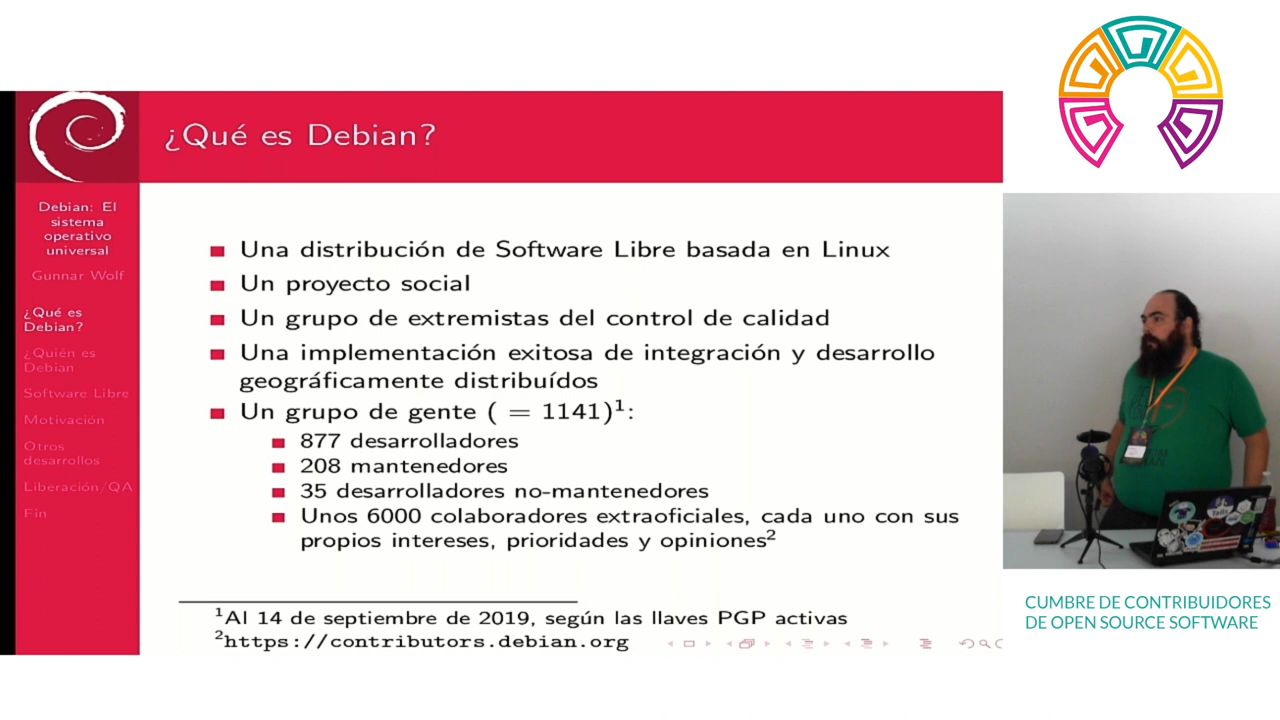 ¿Qué es Debian?
Debian: El
sistema
operativo
universal
Gunnar Wolf
¿Qué es
Debian?
¿Quién es
Debian
Software Libre
Motivación
Otros
desarrollos
Liberación/QA
Fin
Una distribución de Software Libre basada en Linux
Un proyecto social
Un grupo de extremistas del control de calidad
Una implementación exitosa de integración y desarrollo
geográficamente distribuídos
Un grupo de gente ( = 1141)¹:
877 desarrolladores
208 mantenedores
35 desarrolladores no-mantenedores
Unos 6000 colaboradores extraoficiales, cada uno con sus
propios intereses, prioridades y opiniones²
¹Al 14 de septiembre de 2019, según las llaves PGP activas
²https://contributors.debian.org
Tails
CUMBRE DE CONTRIBUIDORES
DE OPEN SOURCE SOFTWARE